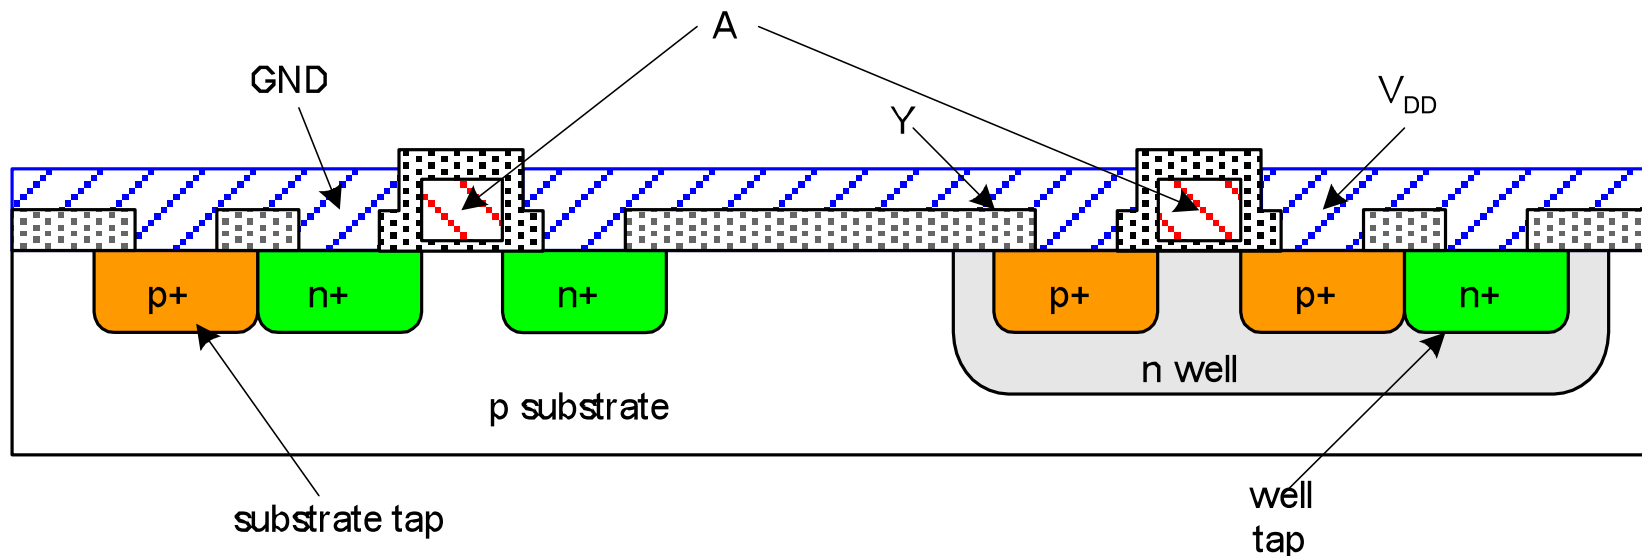 A
GND
Y
VDD
p+
n+
n+
p+
p+
n+
n well
p substrate
substrate tap
well
tap